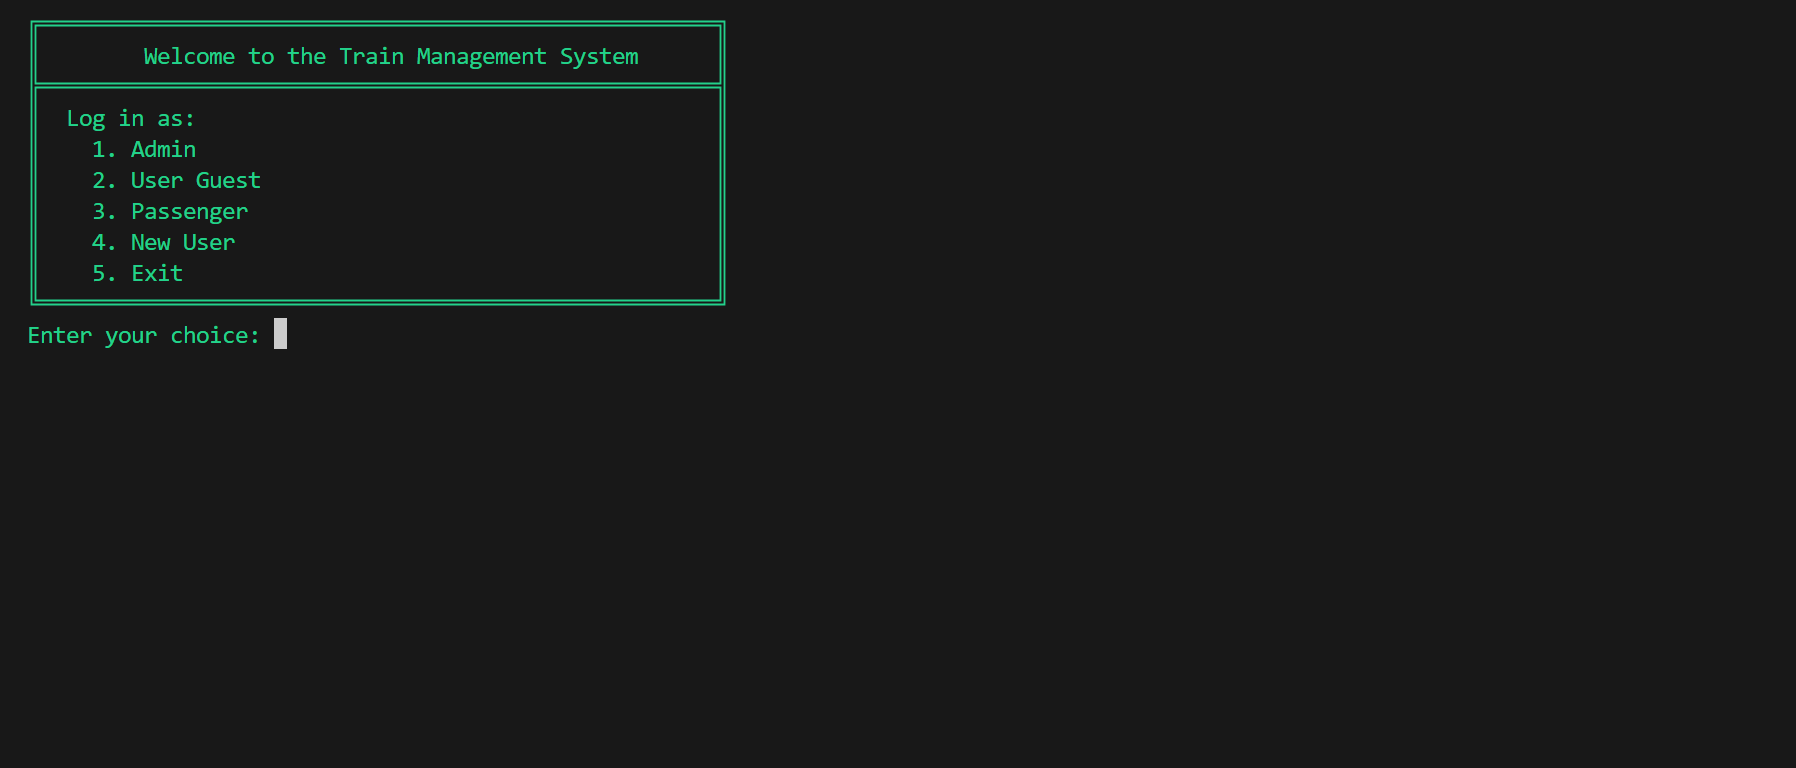 Welcome to the Train Management System
Log in as:
1. Admin
2. User Guest
3. Passenger
4. New User
5. Exit
Enter your choice: